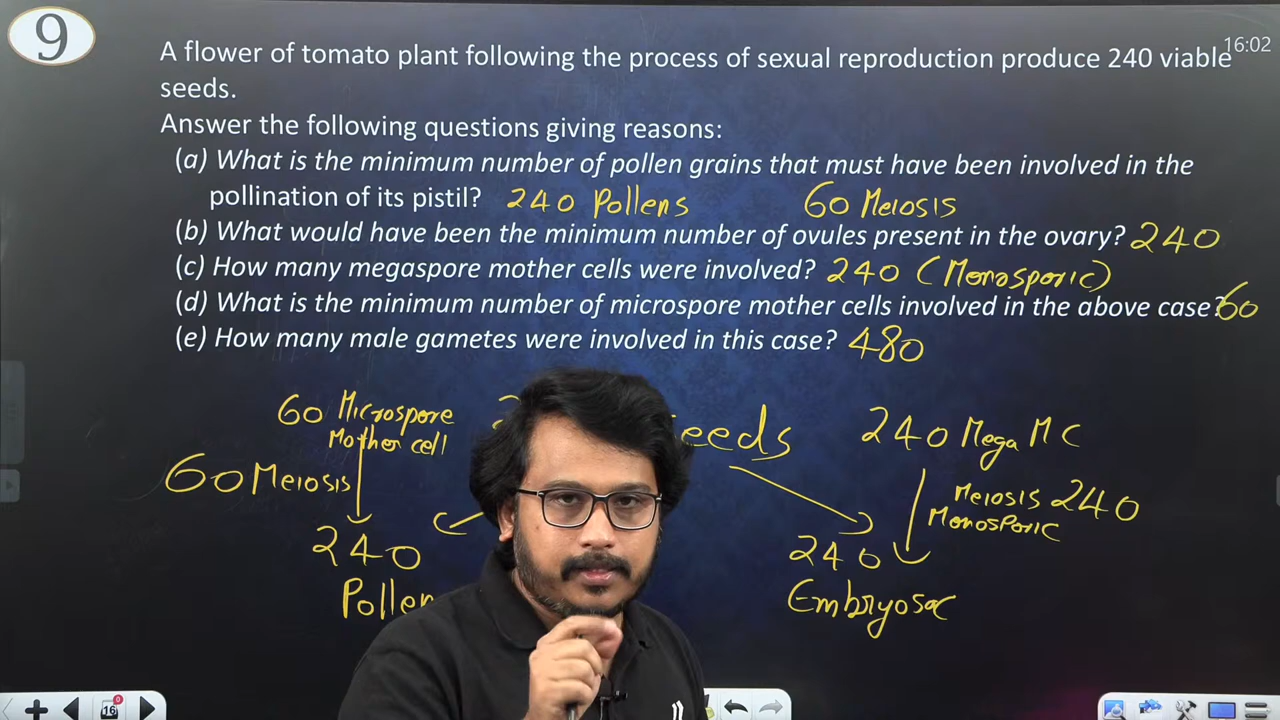 9
16:02
A flower of tomato plant following the process of sexual reproduction produce 240 viable
seeds.
Answer the following questions giving reasons:
(a) What is the minimum number of pollen grains that must have been involved in the
pollination of its pistil? 240 Pollens 60 Meiosis
(b) What would have been the minimum number of ovules present in the ovary? 240
(c) How many megaspore mother cells were involved? 240 (Monosporic)
(d) What is the minimum number of microspore mother cells involved in the above case? 60
(e) How many male gametes were involved in this case? 480
60 Microspore
Mother cell
eeds
240 Mega MC
60 Meiosis
Meiosis 240
Monosporic
240
Pollen
240
Embryosac
16